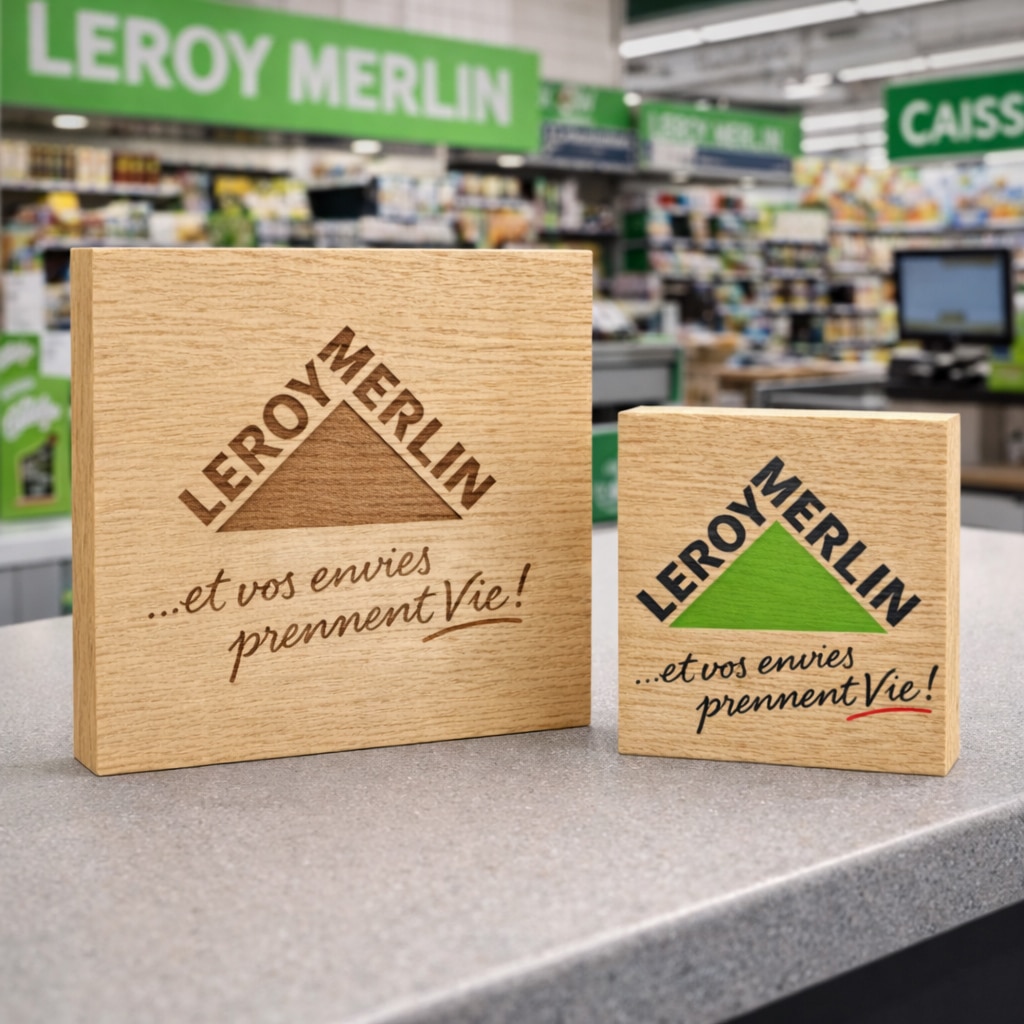 LEROY MERLIN
LEROY MERLIN
CAISS
LEROY MERLIN
...et vos envies
prennent Vie!
LEROY MERLIN
...et vos envies
prennent Vie!